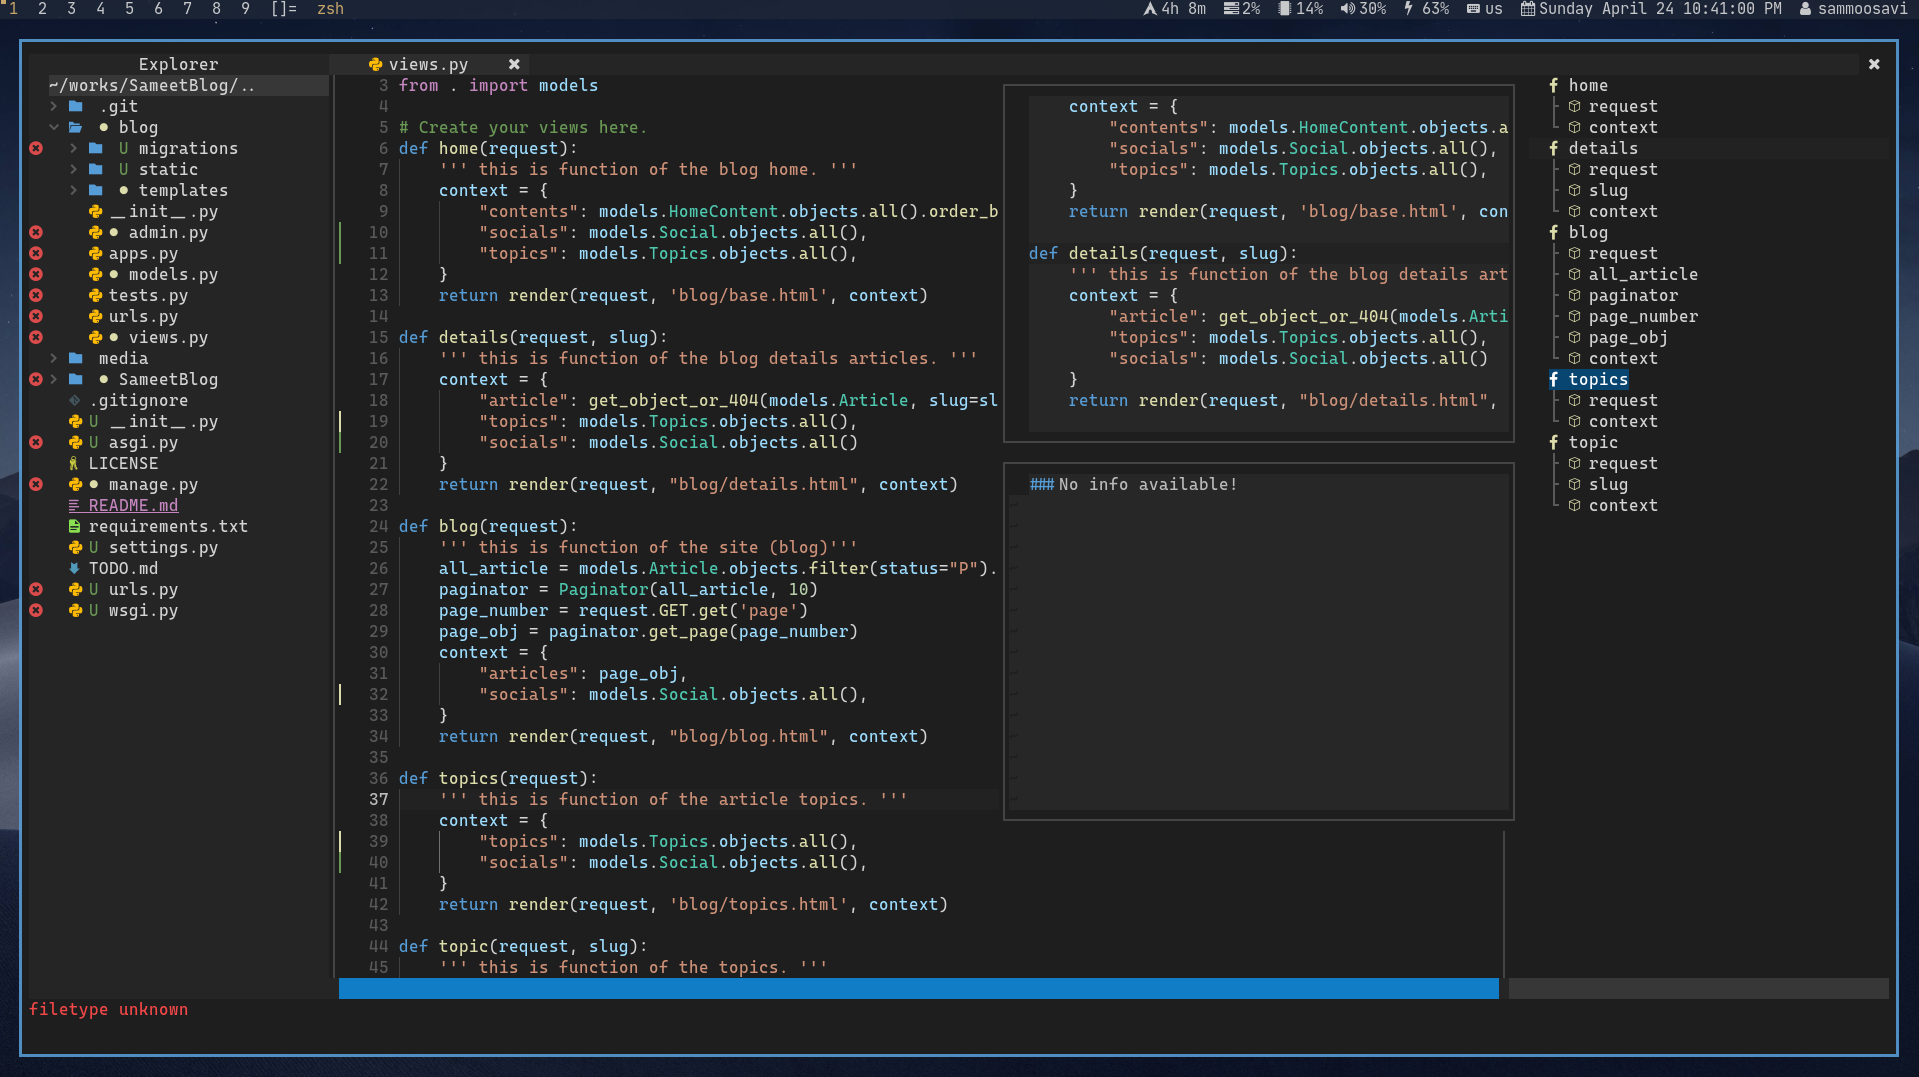 1 2 3 4 5 6 7 8 9 []= zsh
4h 8m 2% 14% 30% 63% us Sunday April 24 10:41:00 PM sammoosavi
Explorer
~/works/SameetBlog/..
.git
blog
U migrations
U static
templates
__init__.py
admin.py
apps.py
models.py
tests.py
urls.py
views.py
media
SameetBlog
.gitignore
U __init__.py
U asgi.py
LICENSE
manage.py
README.md
requirements.txt
U settings.py
TODO.md
U urls.py
U wsgi.py
views.py
3 from . import models
4
5 # Create your views here.
6 def home(request):
7 ''' this is function of the blog home. '''
8 context = {
9 "contents": models.HomeContent.objects.all().order_b
10 "socials": models.Social.objects.all(),
11 "topics": models.Topics.objects.all(),
12 }
13 return render(request, 'blog/base.html', context)
14
15 def details(request, slug):
16 ''' this is function of the blog details articles. '''
17 context = {
18 "article": get_object_or_404(models.Article, slug=sl
19 "topics": models.Topics.objects.all(),
20 "socials": models.Social.objects.all()
21 }
22 return render(request, "blog/details.html", context)
23
24 def blog(request):
25 ''' this is function of the site (blog)'''
26 all_article = models.Article.objects.filter(status="P").
27 paginator = Paginator(all_article, 10)
28 page_number = request.GET.get('page')
29 page_obj = paginator.get_page(page_number)
30 context = {
31 "articles": page_obj,
32 "socials": models.Social.objects.all(),
33 }
34 return render(request, "blog/blog.html", context)
35
36 def topics(request):
37 ''' this is function of the article topics. '''
38 context = {
39 "topics": models.Topics.objects.all(),
40 "socials": models.Social.objects.all(),
41 }
42 return render(request, 'blog/topics.html', context)
43
44 def topic(request, slug):
45 ''' this is function of the topics. '''
context = {
"contents": models.HomeContent.objects.a
"socials": models.Social.objects.all(),
"topics": models.Topics.objects.all(),
}
return render(request, 'blog/base.html', con
def details(request, slug):
''' this is function of the blog details art
context = {
"article": get_object_or_404(models.Arti
"topics": models.Topics.objects.all(),
"socials": models.Social.objects.all()
}
return render(request, "blog/details.html",
### No info available!
f home
request
context
f details
request
slug
context
f blog
request
all_article
paginator
page_number
page_obj
context
f topics
request
context
f topic
request
slug
context
filetype unknown